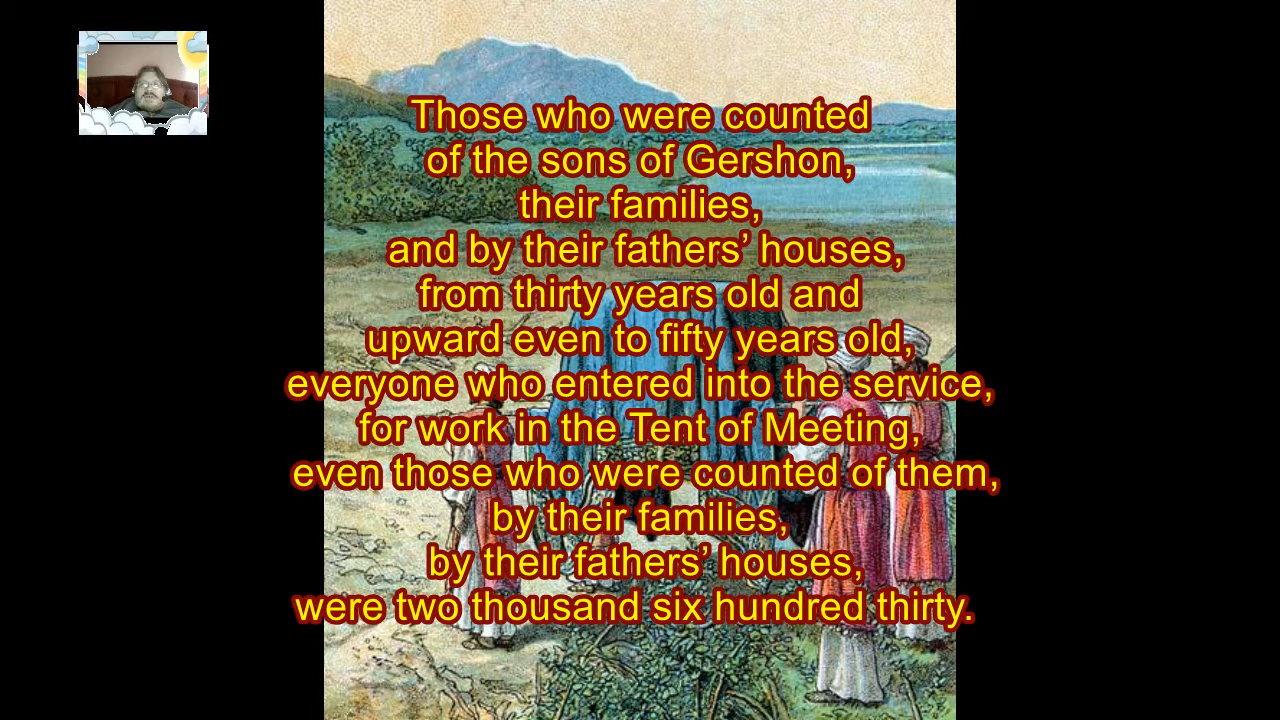 Those who were counted
of the sons of Gershon,
their families,
and by their fathers’ houses,
from thirty years old and
upward even to fifty years old,
everyone who entered into the service,
for work in the Tent of Meeting,
even those who were counted of them,
by their families,
by their fathers’ houses,
were two thousand six hundred thirty.